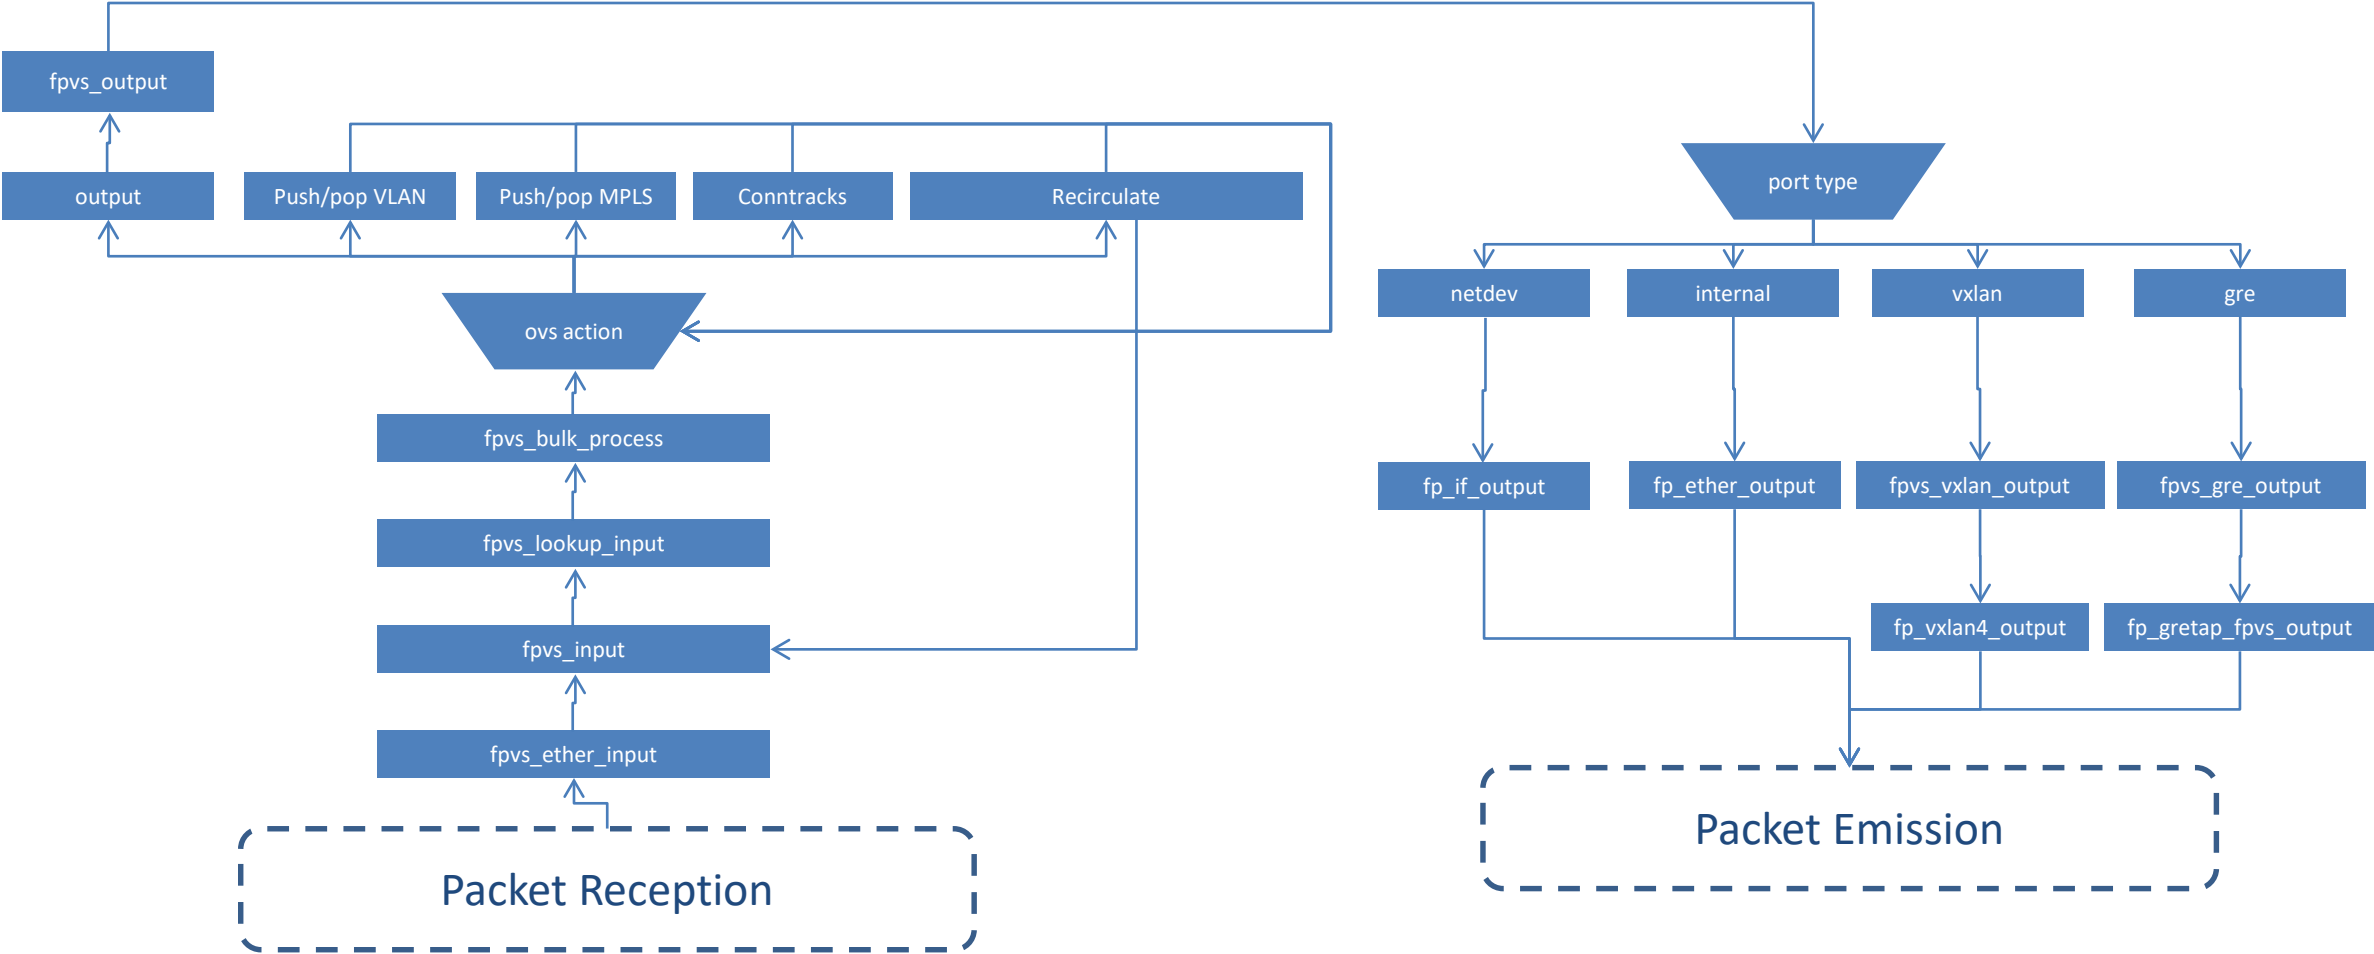 fpvs_output
output
Push/pop VLAN
Push/pop MPLS
Conntracks
Recirculate
ovs action
fpvs_bulk_process
fpvs_lookup_input
fpvs_input
fpvs_ether_input
Packet Reception
port type
netdev
internal
vxlan
gre
fp_if_output
fp_ether_output
fpvs_vxlan_output
fpvs_gre_output
fp_vxlan4_output
fp_gretap_fpvs_output
Packet Emission